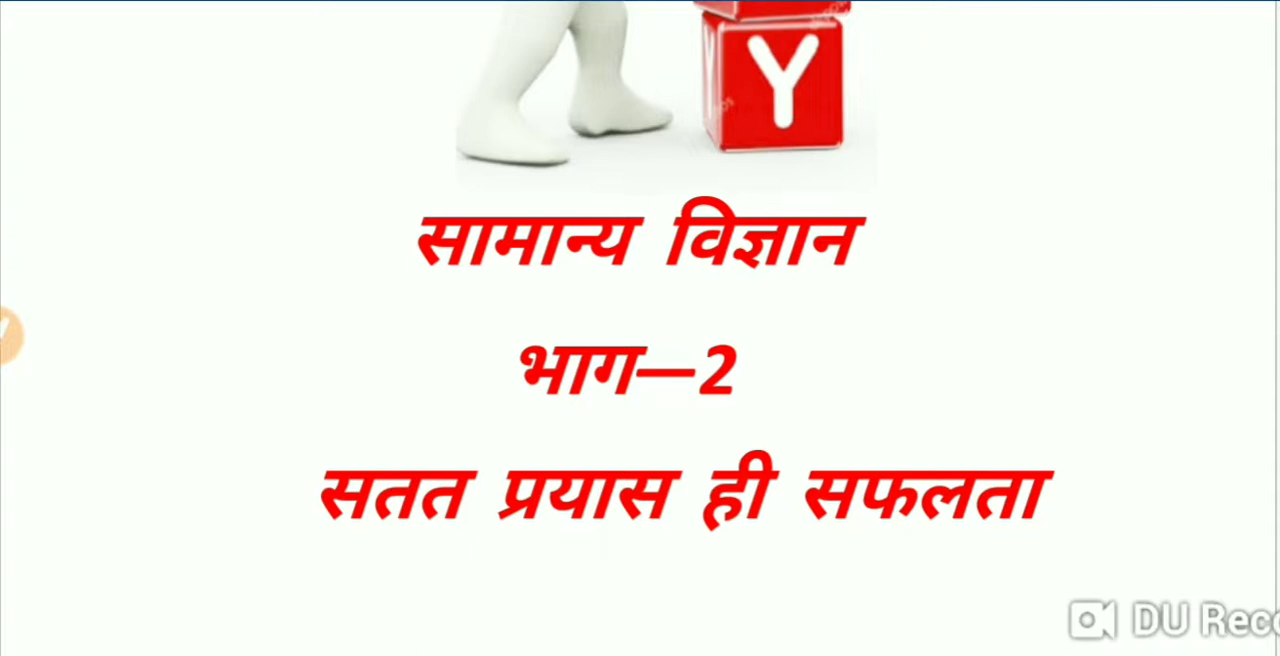 Y
सामान्य विज्ञान
भाग—2
सतत प्रयास ही सफलता
DU Rec